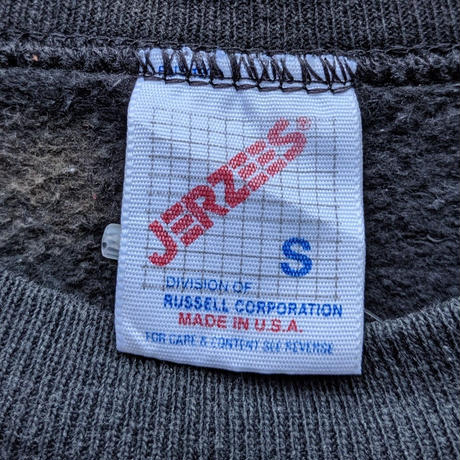 JERZEES®
S
DIVISION OF
RUSSELL CORPORATION
MADE IN U.S.A.
FOR CARE & CONTENT SEE REVERSE